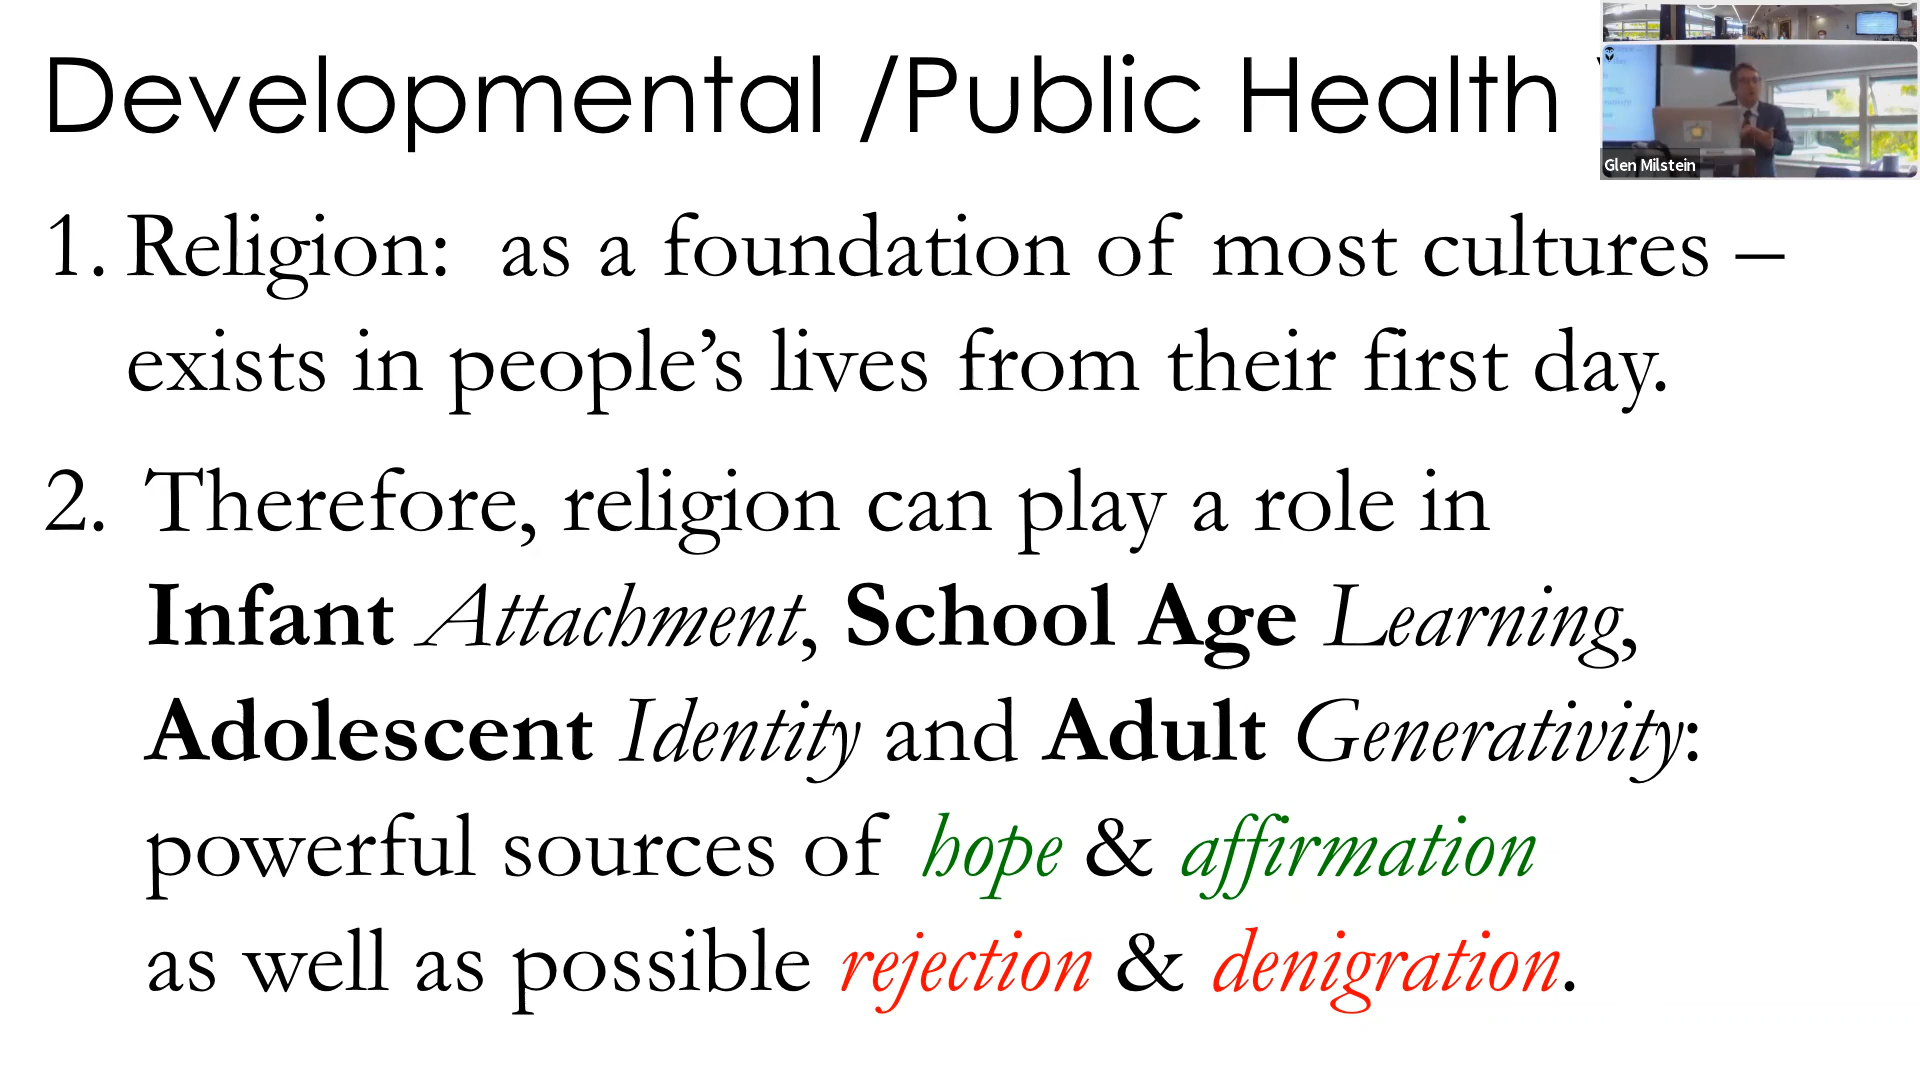 Developmental /Public Health
Glen Milstein
1. Religion:  as a foundation of most cultures –
exists in people’s lives from their first day.
2. Therefore, religion can play a role in
Infant Attachment, School Age Learning,
Adolescent Identity and Adult Generativity:
powerful sources of hope & affirmation
as well as possible rejection & denigration.